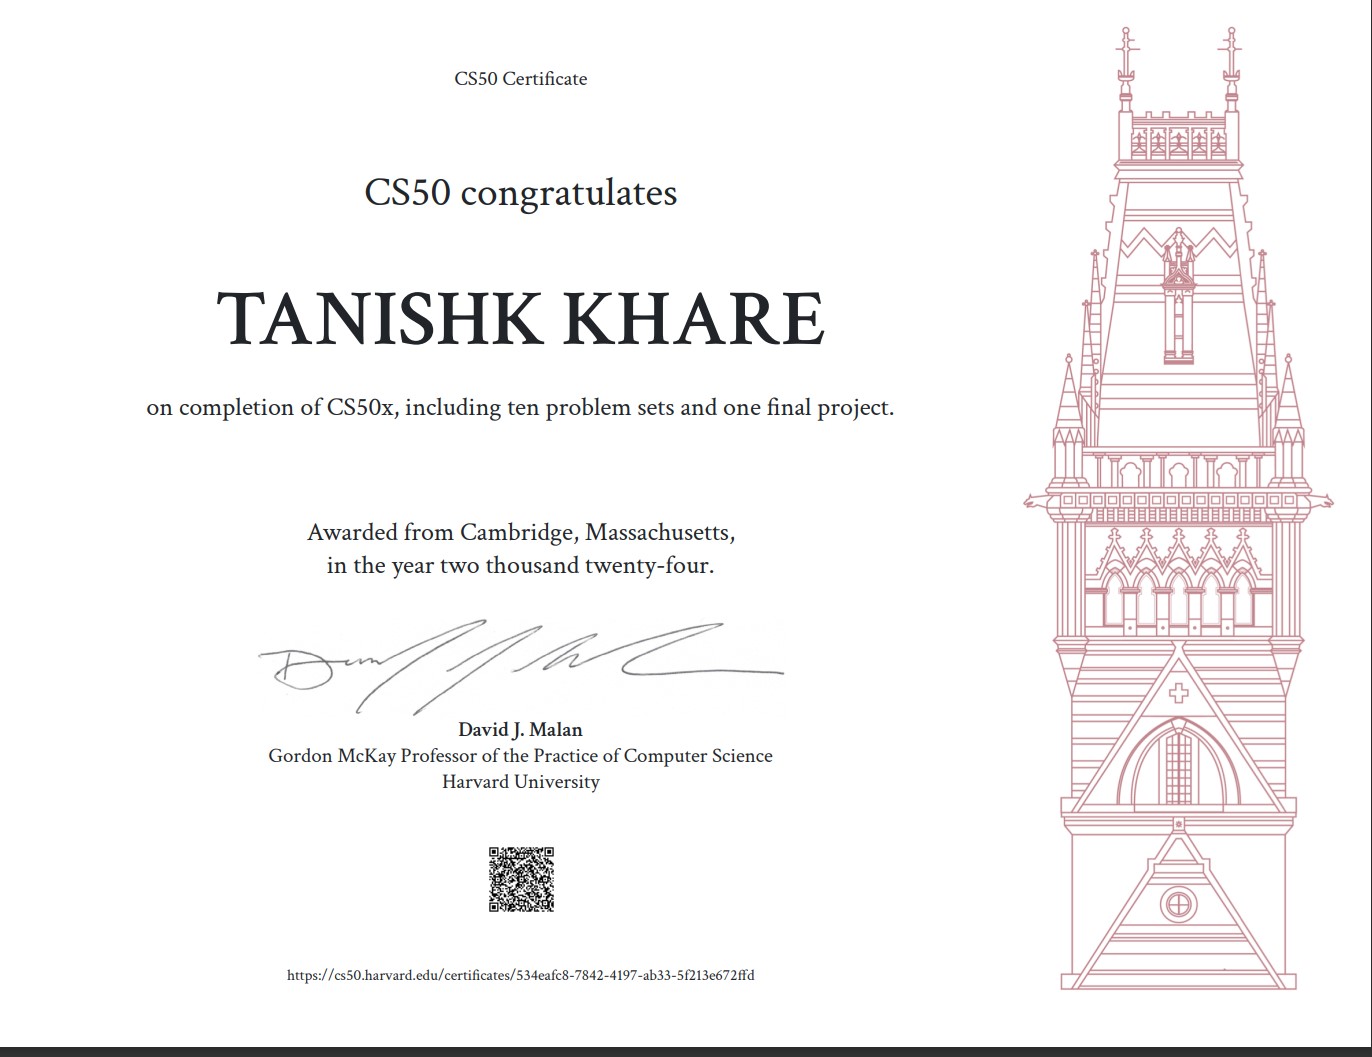 CS50 Certificate
CS50 congratulates
TANISHK KHARE
on completion of CS50x, including ten problem sets and one final project.
Awarded from Cambridge, Massachusetts,
in the year two thousand twenty-four.
David J. Malan
Gordon McKay Professor of the Practice of Computer Science
Harvard University
https://cs50.harvard.edu/certificates/534eafc8-7842-4197-ab33-5f213e672ffd